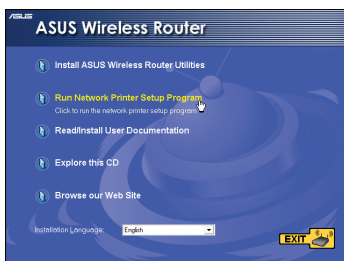 ASUS
ASUS Wireless Router
Install ASUS Wireless Router Utilities
Run Network Printer Setup Program
Click to run the network printer setup program
Read/Install User Documentation
Explore this CD
Browse our Web Site
Installation Language: English
EXIT